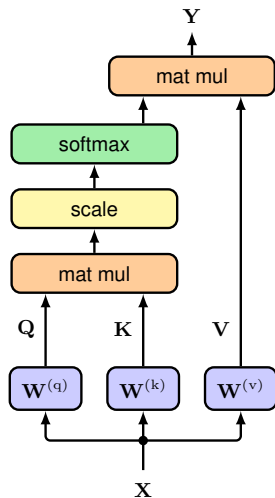 Y
mat mul
softmax
scale
mat mul
Q K V
W^(q) W^(k) W^(v)
X